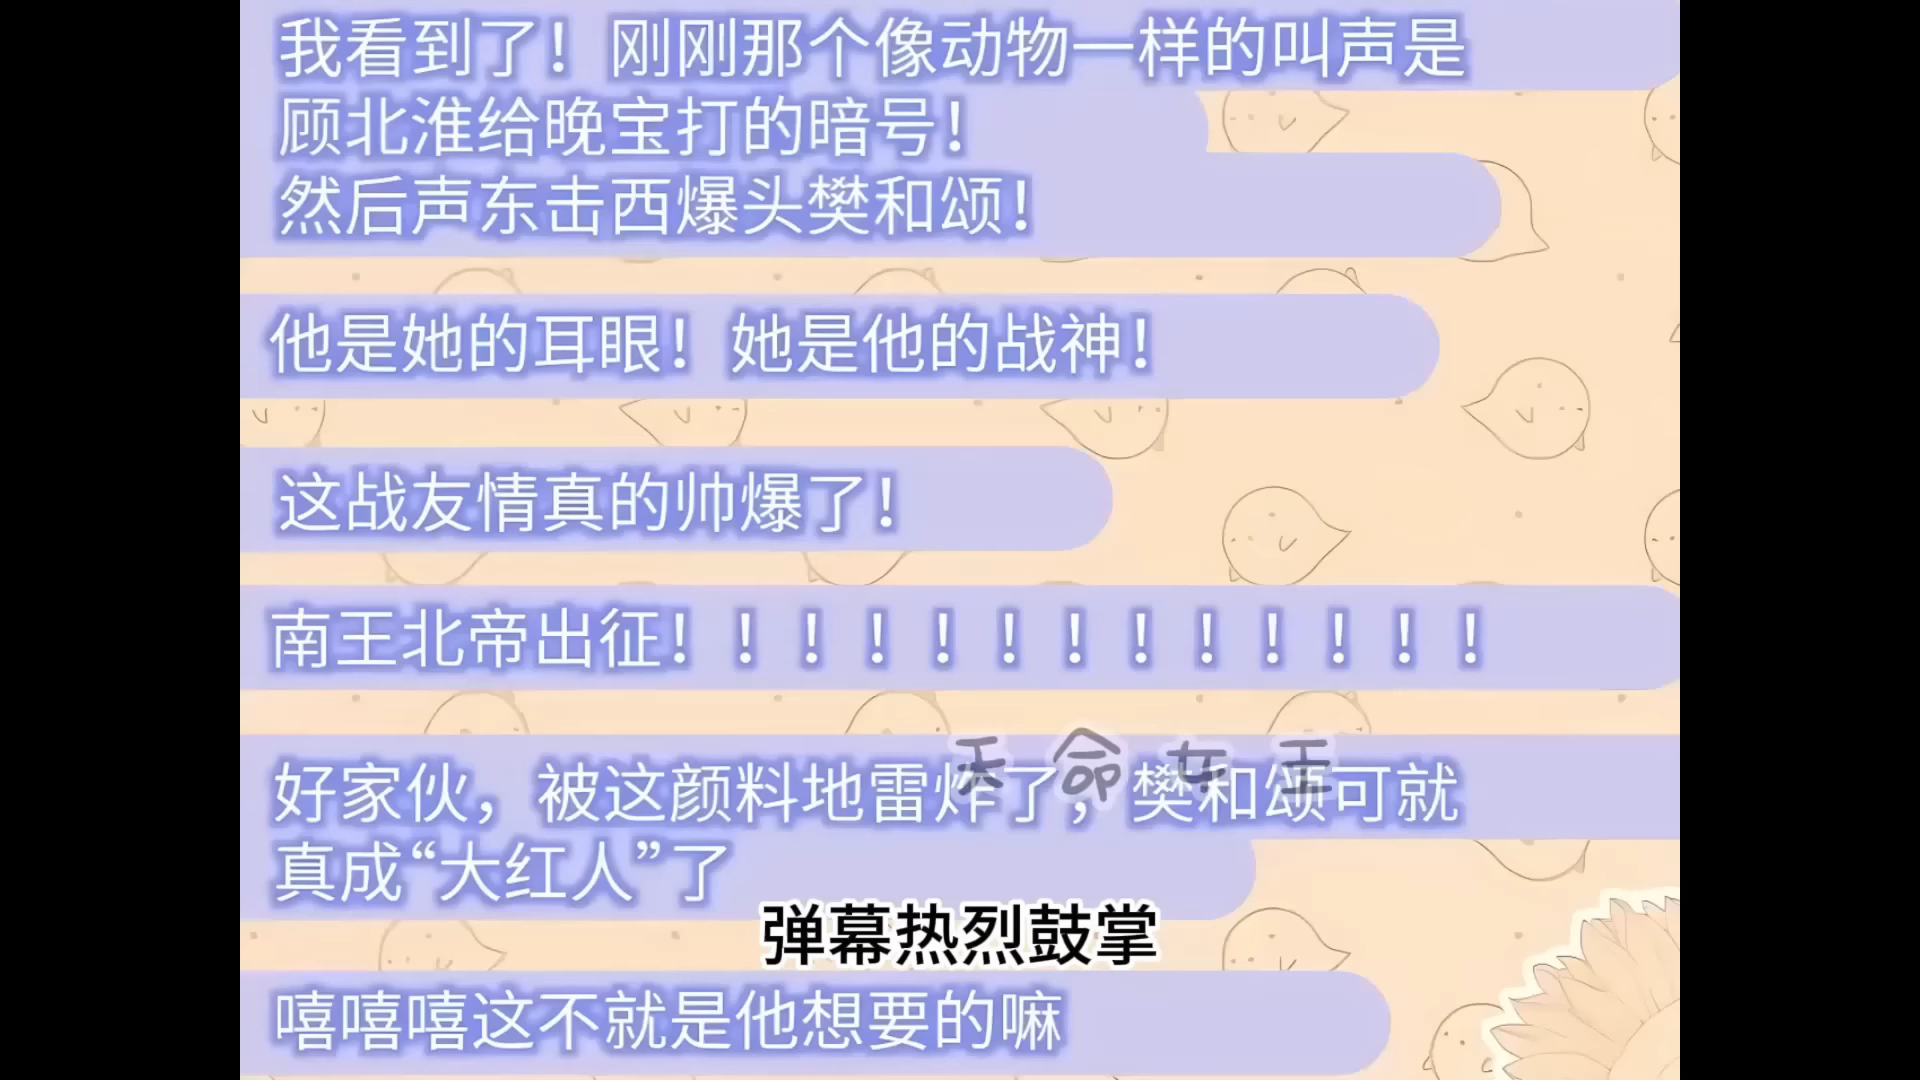 我看到了！刚刚那个像动物一样的叫声是
顾北淮给晚宝打的暗号！
然后声东击西爆头樊和颂！
他是她的耳眼！她是他的战神！
这战友情真的帅爆了！
南王北帝出征！！！！！！！！！！！！！
天命女王
好家伙，被这颜料地雷炸了，樊和颂可就
真成“大红人”了
弹幕热烈鼓掌
嘻嘻嘻这不就是他想要的嘛